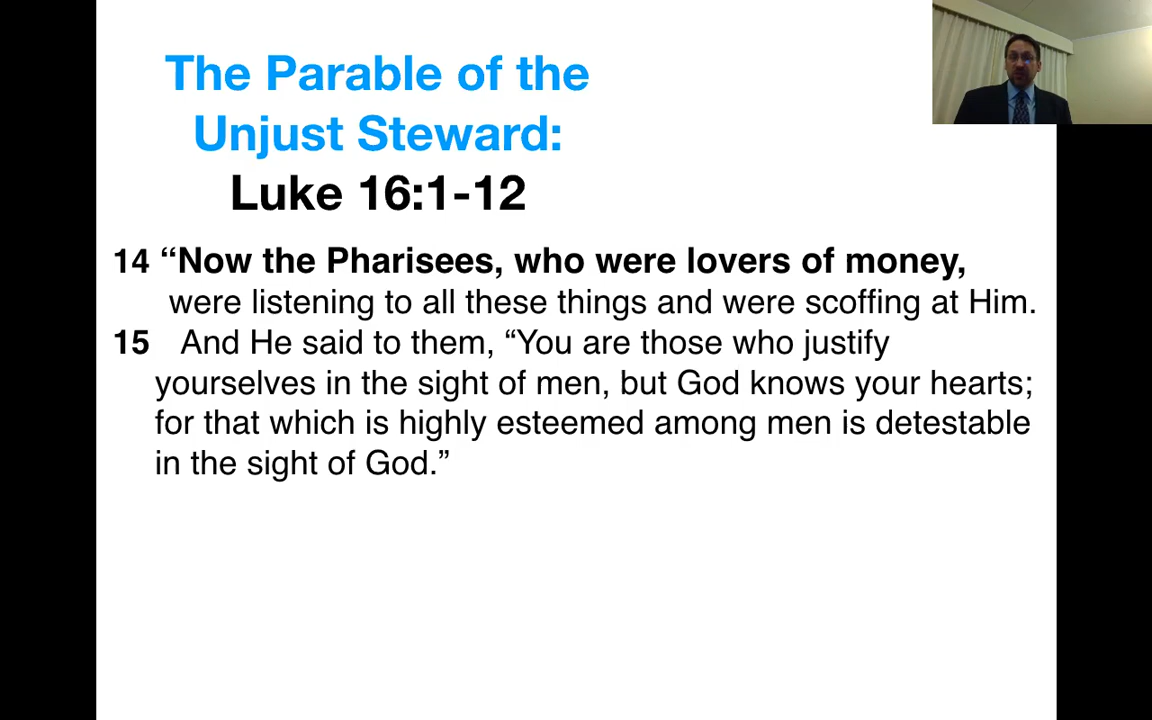 The Parable of the
Unjust Steward:
Luke 16:1-12
14 “Now the Pharisees, who were lovers of money,
were listening to all these things and were scoffing at Him.
15 And He said to them, “You are those who justify
yourselves in the sight of men, but God knows your hearts;
for that which is highly esteemed among men is detestable
in the sight of God.”